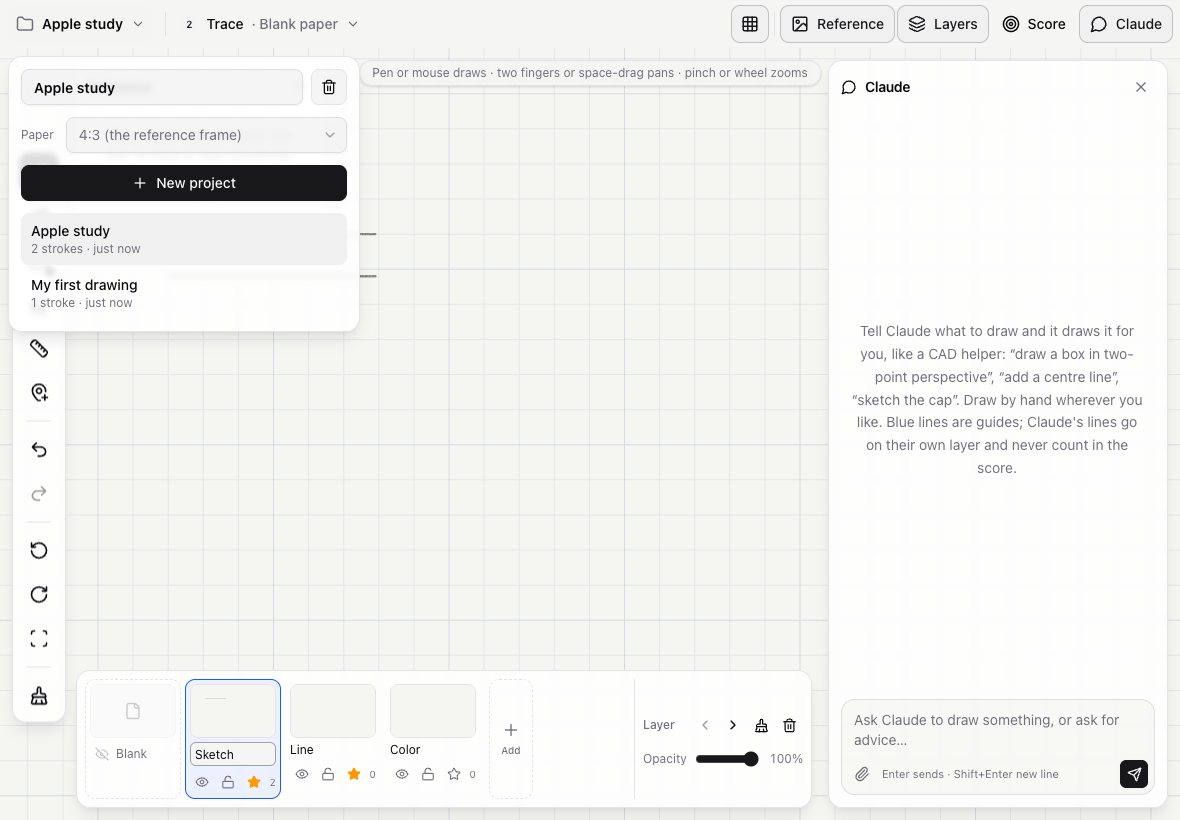 Apple study
2 Trace · Blank paper
Reference
Layers
Score
Claude
Apple study
Pen or mouse draws · two fingers or space-drag pans · pinch or wheel zooms
Paper
4:3 (the reference frame)
New project
Apple study
2 strokes · just now
My first drawing
1 stroke · just now
Claude
Tell Claude what to draw and it draws it for
you, like a CAD helper: “draw a box in two-
point perspective”, “add a centre line”,
“sketch the cap”. Draw by hand wherever you
like. Blue lines are guides; Claude's lines go
on their own layer and never count in the
score.
Blank
Sketch
2
Line
0
Color
0
Add
Layer
Opacity
100%
Ask Claude to draw something, or ask for
advice…
Enter sends · Shift+Enter new line